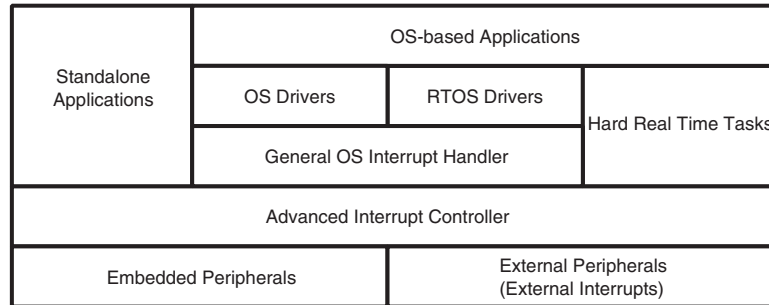 OS-based Applications
Standalone
Applications
OS Drivers
RTOS Drivers
Hard Real Time Tasks
General OS Interrupt Handler
Advanced Interrupt Controller
Embedded Peripherals
External Peripherals
(External Interrupts)